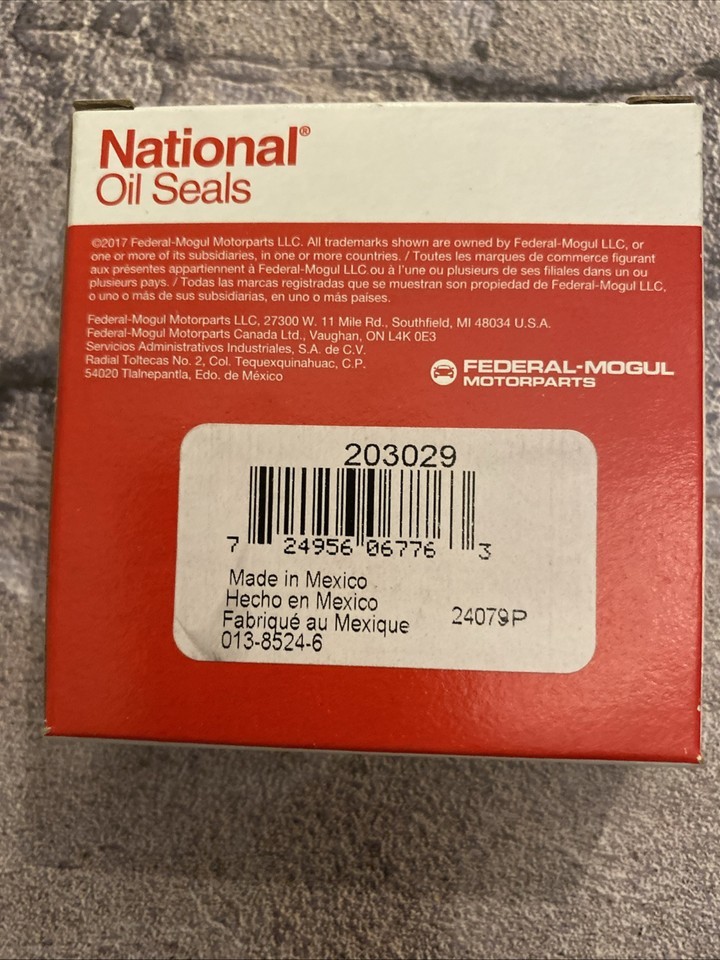 National®
Oil Seals
©2017 Federal-Mogul Motorparts LLC. All trademarks shown are owned by Federal-Mogul LLC, or
one or more of its subsidiaries, in one or more countries. / Toutes les marques de commerce figurant
aux présentes appartiennent à Federal-Mogul LLC ou à l'une ou plusieurs de ses filiales dans un ou
plusieurs pays. / Todas las marcas registradas que se muestran son propiedad de Federal-Mogul LLC,
o uno o más de sus subsidiarias, en uno o más países.
Federal-Mogul Motorparts LLC, 27300 W. 11 Mile Rd., Southfield, MI 48034 U.S.A.
Federal-Mogul Motorparts Canada Ltd., Vaughan, ON L4K 0E3
Servicios Administrativos Industriales, S.A. de C.V.
Radial Toltecas No. 2, Col. Tequexquinahuac, C.P.
54020 Tlalnepantla, Edo. de México
FEDERAL-MOGUL
MOTORPARTS
203029
7 24956 06776 3
Made in Mexico
Hecho en Mexico
Fabriqué au Mexique
24079P
013-8524-6